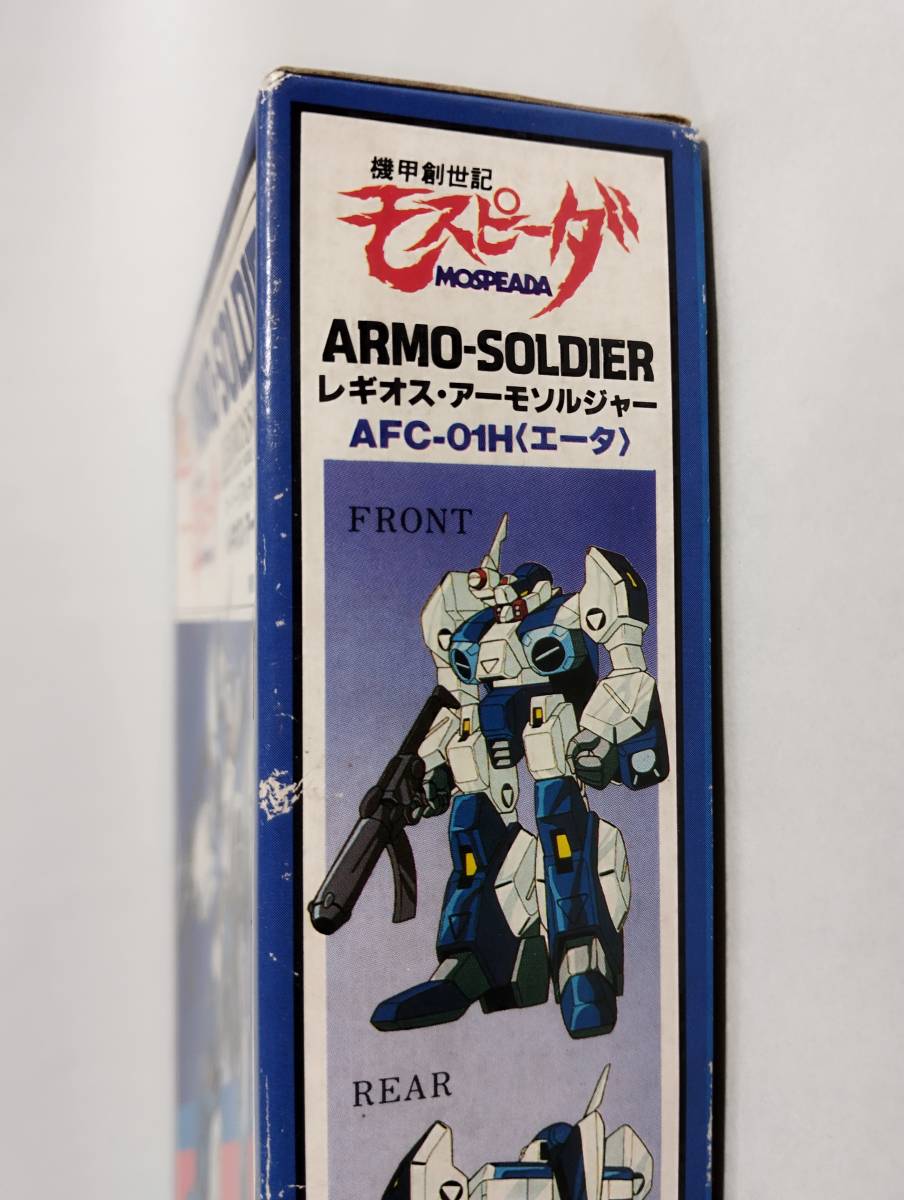 機甲創世記
モスピーダ
MOSPEADA
ARMO-SOLDIER
レギオス・アーモソルジャー
AFC-01H〈エータ〉
FRONT
REAR